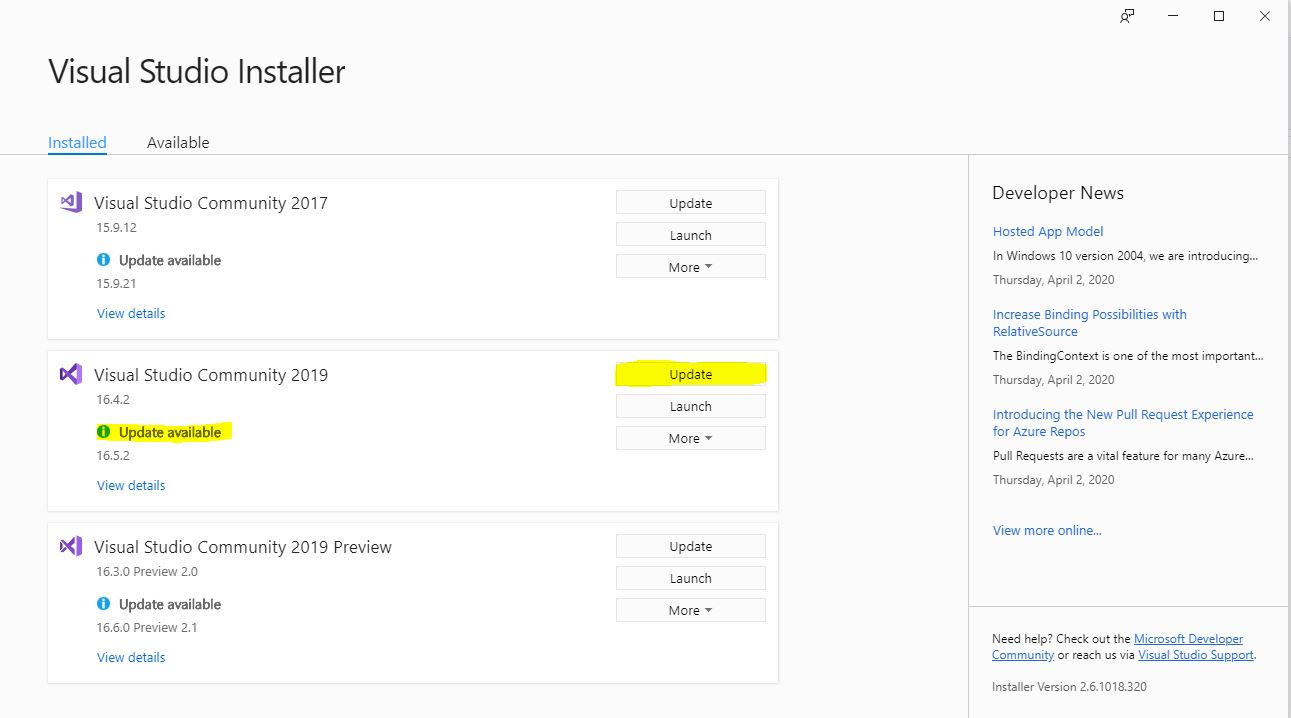 Visual Studio Installer
Installed
Available
Visual Studio Community 2017
15.9.12
Update available
15.9.21
View details
Update
Launch
More
Visual Studio Community 2019
16.4.2
Update available
16.5.2
View details
Update
Launch
More
Visual Studio Community 2019 Preview
16.3.0 Preview 2.0
Update available
16.6.0 Preview 2.1
View details
Update
Launch
More
Developer News
Hosted App Model
In Windows 10 version 2004, we are introducing...
Thursday, April 2, 2020
Increase Binding Possibilities with
RelativeSource
The BindingContext is one of the most important...
Thursday, April 2, 2020
Introducing the New Pull Request Experience
for Azure Repos
Pull Requests are a vital feature for many Azure...
Thursday, April 2, 2020
View more online...
Need help? Check out the Microsoft Developer
Community or reach us via Visual Studio Support.
Installer Version 2.6.1018.320